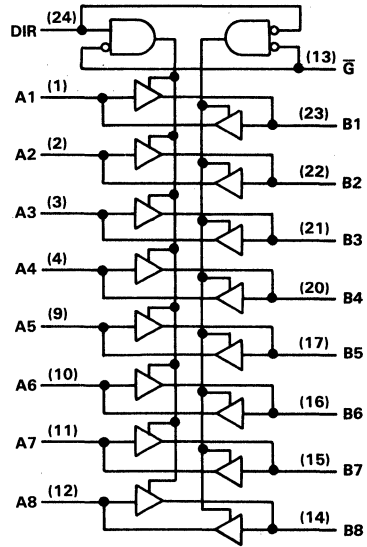 DIR (24)
(13) G̅
A1 (1)
(23) B1
A2 (2)
(22) B2
A3 (3)
(21) B3
A4 (4)
(20) B4
A5 (9)
(17) B5
A6 (10)
(16) B6
A7 (11)
(15) B7
A8 (12)
(14) B8